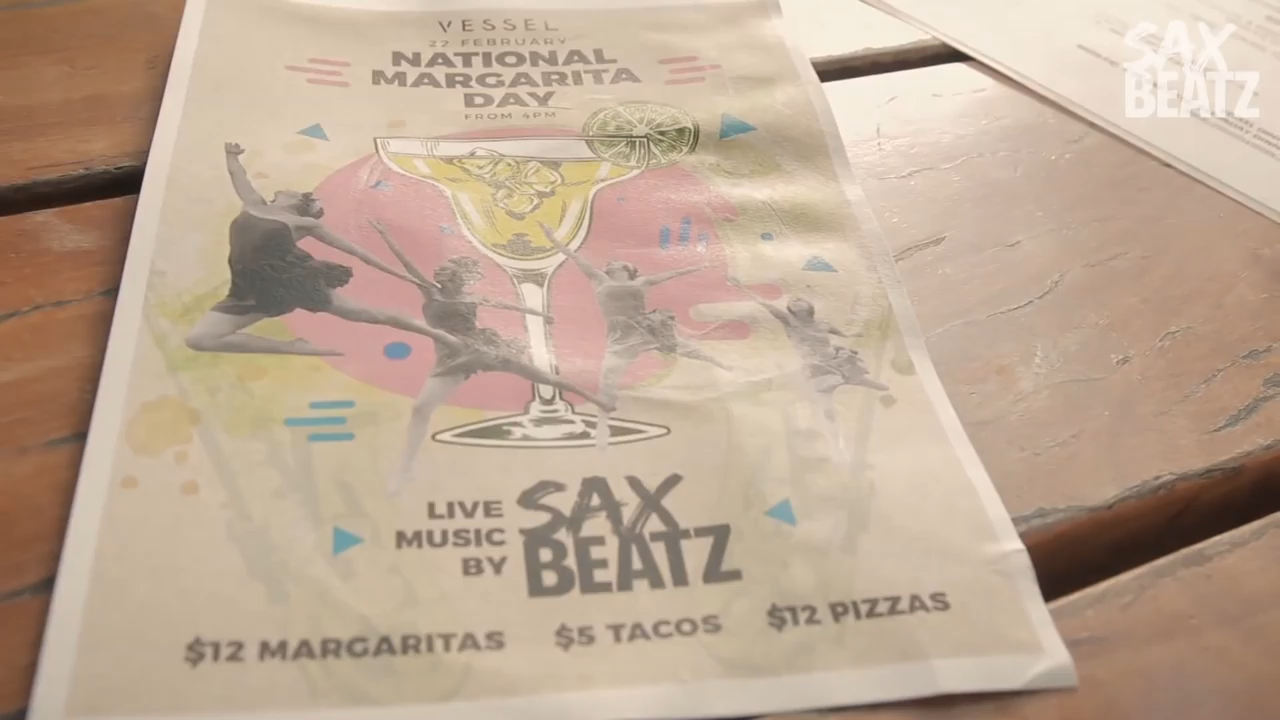 VESSEL
22 FEBRUARY
NATIONAL
MARGARITA
DAY
FROM 4PM
LIVE
MUSIC
BY
SAX
BEATZ
$12 MARGARITAS $5 TACOS $12 PIZZAS
SAX
BEATZ